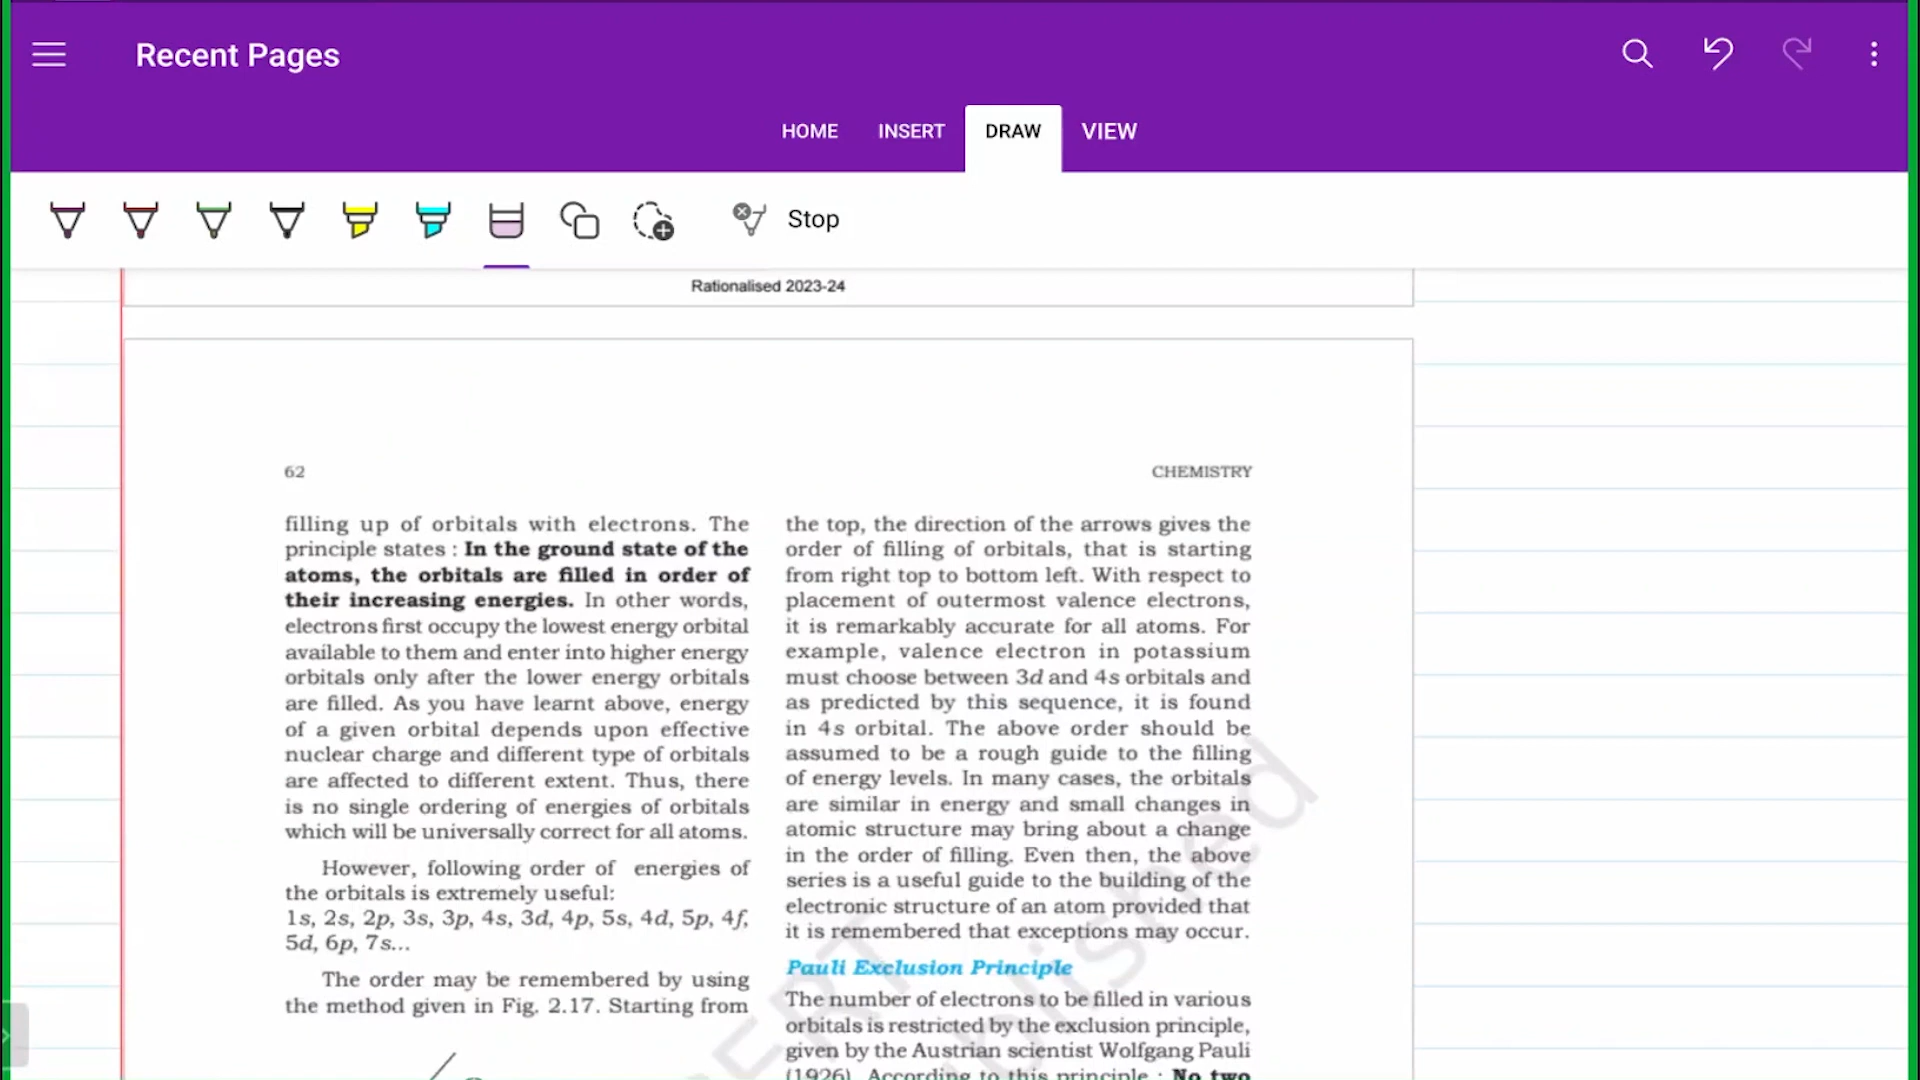 Recent Pages
HOME INSERT DRAW VIEW
Stop
Rationalised 2023-24
62
CHEMISTRY
filling up of orbitals with electrons. The
principle states : In the ground state of the
atoms, the orbitals are filled in order of
their increasing energies. In other words,
electrons first occupy the lowest energy orbital
available to them and enter into higher energy
orbitals only after the lower energy orbitals
are filled. As you have learnt above, energy
of a given orbital depends upon effective
nuclear charge and different type of orbitals
are affected to different extent. Thus, there
is no single ordering of energies of orbitals
which will be universally correct for all atoms.
However, following order of energies of
the orbitals is extremely useful:
1s, 2s, 2p, 3s, 3p, 4s, 3d, 4p, 5s, 4d, 5p, 4f,
5d, 6p, 7s...
The order may be remembered by using
the method given in Fig. 2.17. Starting from
the top, the direction of the arrows gives the
order of filling of orbitals, that is starting
from right top to bottom left. With respect to
placement of outermost valence electrons,
it is remarkably accurate for all atoms. For
example, valence electron in potassium
must choose between 3d and 4s orbitals and
as predicted by this sequence, it is found
in 4s orbital. The above order should be
assumed to be a rough guide to the filling
of energy levels. In many cases, the orbitals
are similar in energy and small changes in
atomic structure may bring about a change
in the order of filling. Even then, the above
series is a useful guide to the building of the
electronic structure of an atom provided that
it is remembered that exceptions may occur.
Pauli Exclusion Principle
The number of electrons to be filled in various
orbitals is restricted by the exclusion principle,
given by the Austrian scientist Wolfgang Pauli
(1926). According to this principle : No two